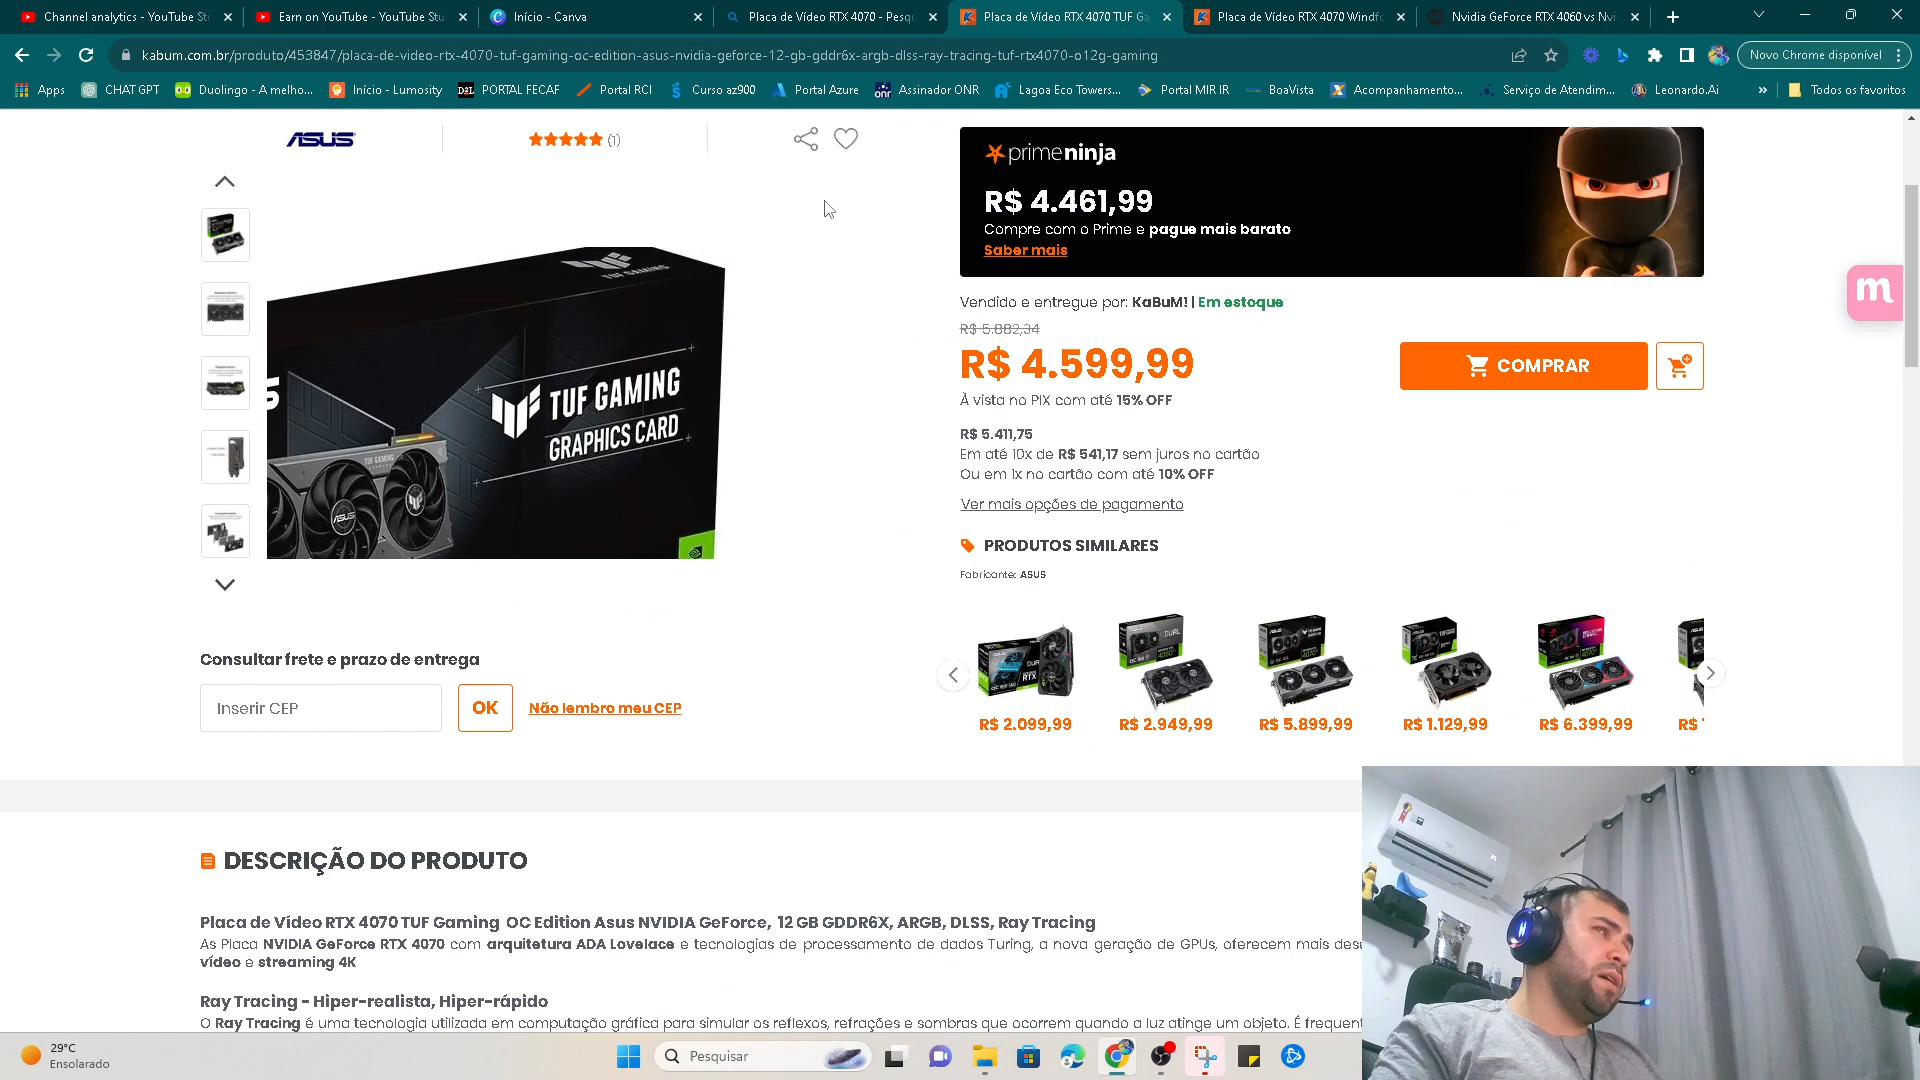 Channel analytics - YouTube St
Earn on YouTube - YouTube Stu
Início - Canva
Placa de Vídeo RTX 4070 - Pesq
Placa de Vídeo RTX 4070 TUF Ga
Placa de Vídeo RTX 4070 Windfo
Nvidia GeForce RTX 4060 vs Nvi
kabum.com.br/produto/453847/placa-de-video-rtx-4070-tuf-gaming-oc-edition-asus-nvidia-geforce-12-gb-gddr6x-argb-dlss-ray-tracing-tuf-rtx4070-o12g-gaming
Novo Chrome disponível
Apps
CHAT GPT
Duolingo - A melho...
Início - Lumosity
PORTAL FECAF
Portal RCI
Curso az900
Portal Azure
Assinador ONR
Lagoa Eco Towers...
Portal MIR IR
BoaVista
Acompanhamento...
Serviço de Atendim...
Leonardo.Ai
»
Todos os favoritos
ASUS
(1)
primeninja
R$ 4.461,99
Compre com o Prime e pague mais barato
Saber mais
m
TUF GAMING
TUF GAMING
GRAPHICS CARD
TUF GAMING
ASUS
Vendido e entregue por: KaBuM! | Em estoque
R$ 5.882,34
R$ 4.599,99
COMPRAR
À vista no PIX com até 15% OFF
R$ 5.411,75
Em até 10x de R$ 541,17 sem juros no cartão
Ou em 1x no cartão com até 10% OFF
Ver mais opções de pagamento
PRODUTOS SIMILARES
Fabricante: ASUS
R$ 2.099,99
R$ 2.949,99
R$ 5.899,99
R$ 1.129,99
R$ 6.399,99
R$
Consultar frete e prazo de entrega
Inserir CEP
OK
Não lembro meu CEP
DESCRIÇÃO DO PRODUTO
Placa de Vídeo RTX 4070 TUF Gaming OC Edition Asus NVIDIA GeForce, 12 GB GDDR6X, ARGB, DLSS, Ray Tracing
As Placa NVIDIA GeForce RTX 4070 com arquitetura ADA Lovelace e tecnologias de processamento de dados Turing, a nova geração de GPUs, oferecem mais dese
vídeo e streaming 4K
Ray Tracing - Hiper-realista, Hiper-rápido
O Ray Tracing é uma tecnologia utilizada em computação gráfica para simular os reflexos, refrações e sombras que ocorrem quando a luz atinge um objeto. É frequent
29°C
Ensolarado
Pesquisar